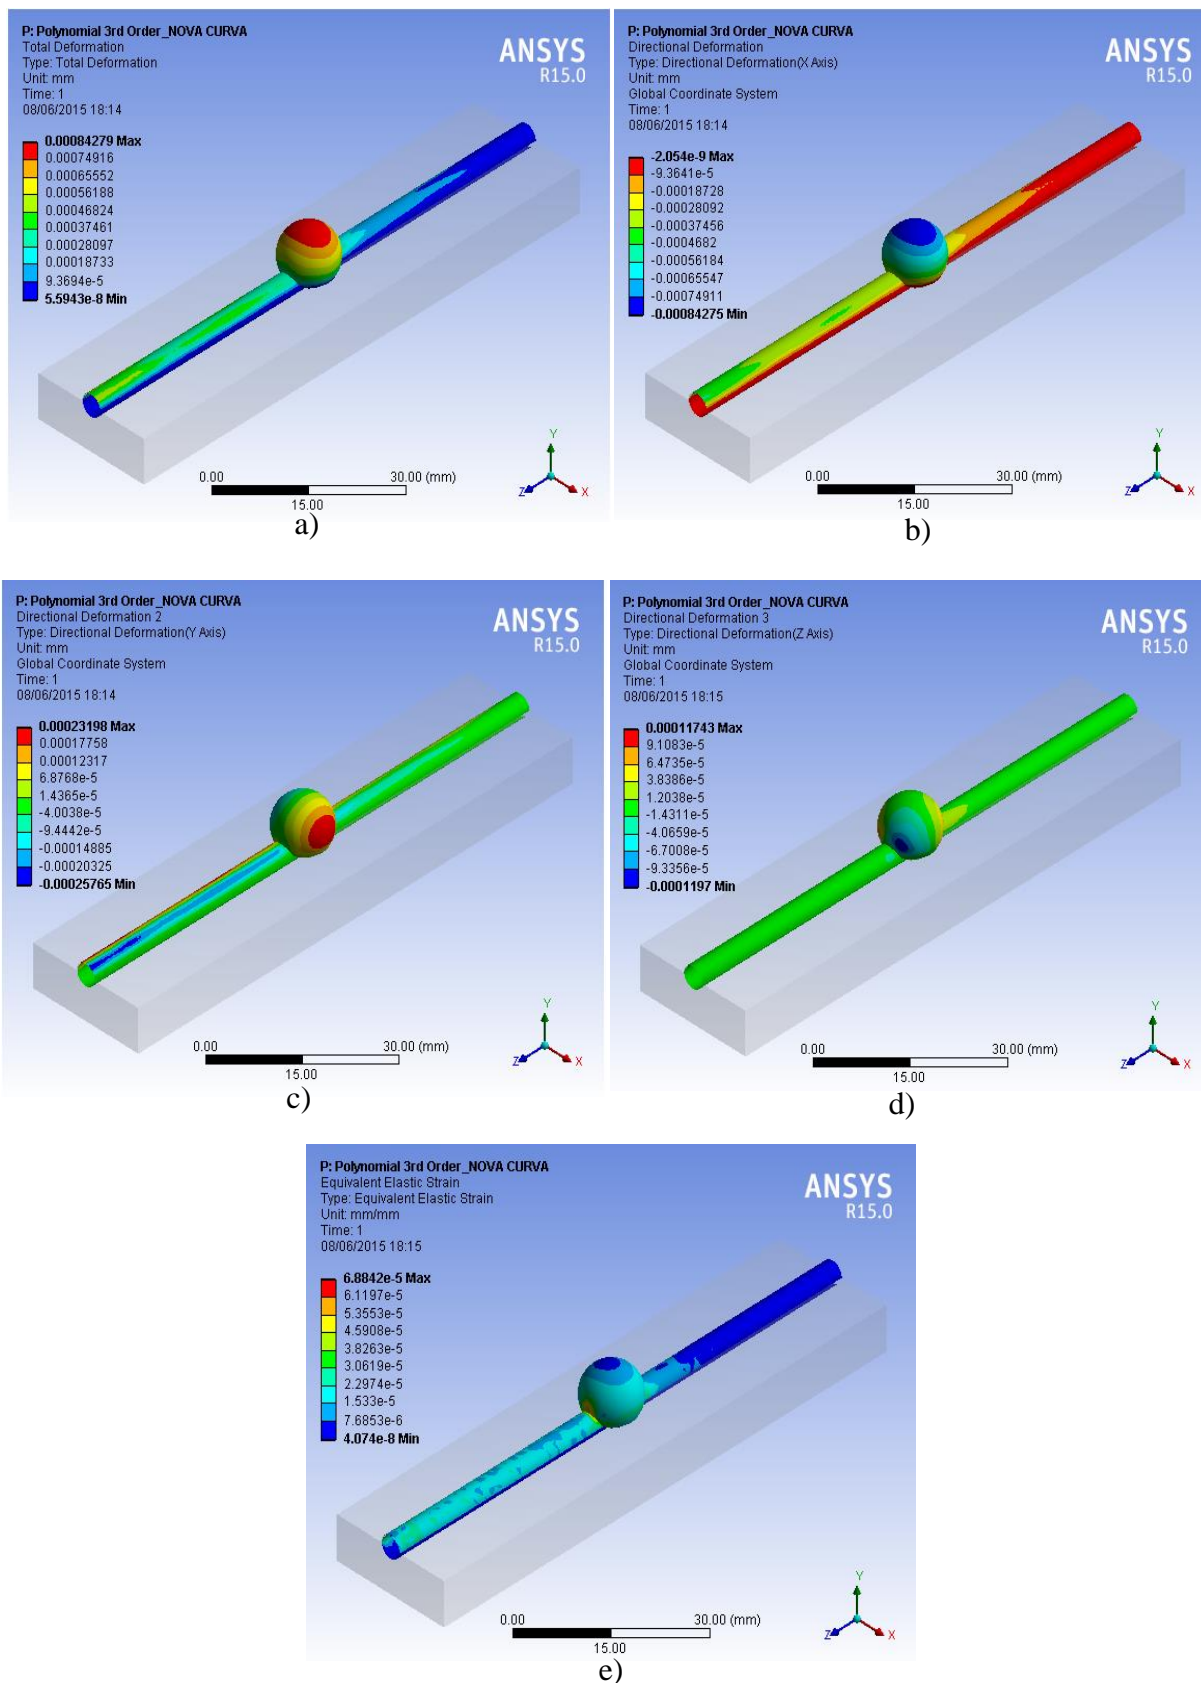 P: Polynomial 3rd Order_NOVA CURVA
Total Deformation
Type: Total Deformation
Unit: mm
Time: 1
08/06/2015 18:14
ANSYS
R15.0
0.00084279 Max
0.00074916
0.00065552
0.00056188
0.00046824
0.00037461
0.00028097
0.00018733
9.3694e-5
5.5943e-8 Min
0.00
30.00 (mm)
15.00
Y
Z
X
a)
P: Polynomial 3rd Order_NOVA CURVA
Directional Deformation
Type: Directional Deformation(X Axis)
Unit: mm
Global Coordinate System
Time: 1
08/06/2015 18:14
ANSYS
R15.0
-2.054e-9 Max
-9.3641e-5
-0.00018728
-0.00028092
-0.00037456
-0.0004682
-0.00056184
-0.00065547
-0.00074911
-0.00084275 Min
0.00
30.00 (mm)
15.00
Y
Z
X
b)
P: Polynomial 3rd Order_NOVA CURVA
Directional Deformation 2
Type: Directional Deformation(Y Axis)
Unit: mm
Global Coordinate System
Time: 1
08/06/2015 18:14
ANSYS
R15.0
0.00023198 Max
0.00017758
0.00012317
6.8768e-5
1.4365e-5
-4.0038e-5
-9.4442e-5
-0.00014885
-0.00020325
-0.00025765 Min
0.00
30.00 (mm)
15.00
Y
Z
X
c)
P: Polynomial 3rd Order_NOVA CURVA
Directional Deformation 3
Type: Directional Deformation(Z Axis)
Unit: mm
Global Coordinate System
Time: 1
08/06/2015 18:15
ANSYS
R15.0
0.00011743 Max
9.1083e-5
6.4735e-5
3.8386e-5
1.2038e-5
-1.4311e-5
-4.0659e-5
-6.7008e-5
-9.3356e-5
-0.0001197 Min
0.00
30.00 (mm)
15.00
Y
Z
X
d)
P: Polynomial 3rd Order_NOVA CURVA
Equivalent Elastic Strain
Type: Equivalent Elastic Strain
Unit: mm/mm
Time: 1
08/06/2015 18:15
ANSYS
R15.0
6.8842e-5 Max
6.1197e-5
5.3553e-5
4.5908e-5
3.8263e-5
3.0619e-5
2.2974e-5
1.533e-5
7.6853e-6
4.074e-8 Min
0.00
30.00 (mm)
15.00
Y
Z
X
e)